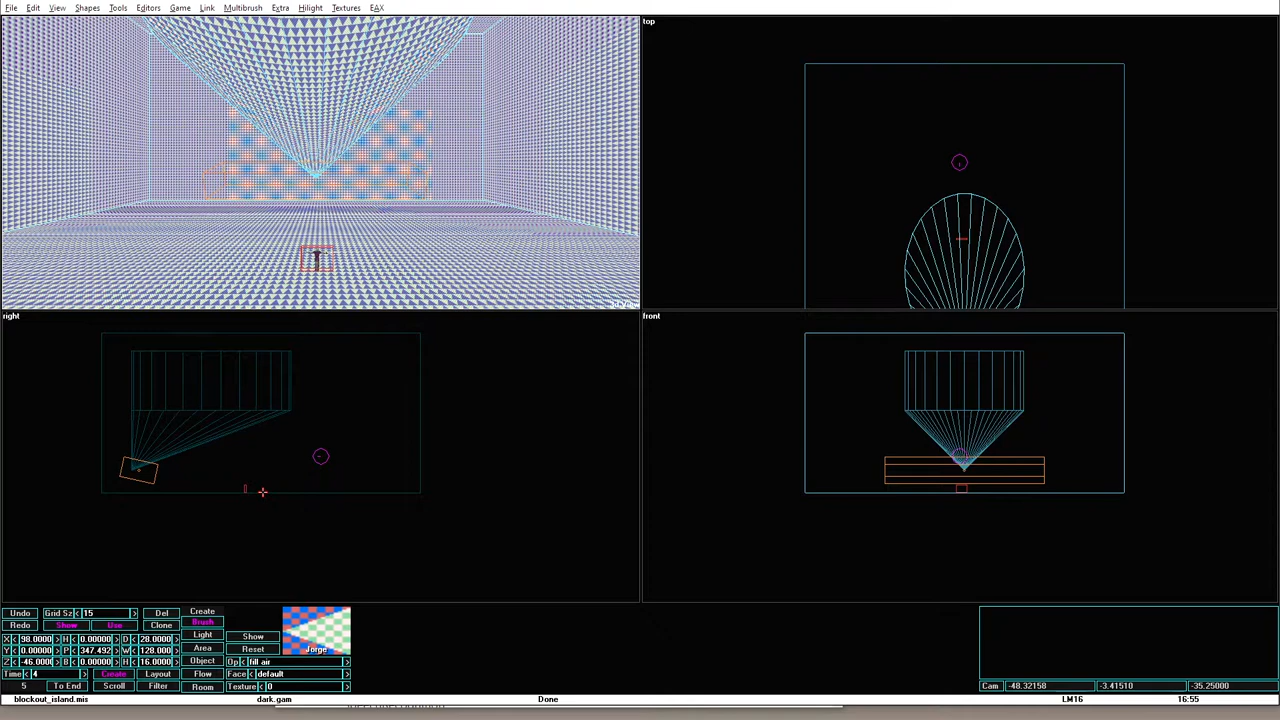 File Edit View Shapes Tools Editors Game Link Multibrush Extra Hilight Textures EAX
top
right
front
Undo Grid Sz 15 Del Create
Redo Show Use Clone Brush
X 98.0000 H 0.00000 D 28.0000 Light Show
Y 0.00000 P 347.492 W 128.000 Area Reset Jorge
Z -46.000 B 0.00000 H 16.0000 Object Op fill air
Time 4 Create Layout Flow Face default
5 To End Scroll Filter Room Texture 0 Cam -48.32158 -3.41510 -35.25000
blockout_island.mis dark.gam Done LM16 16:55